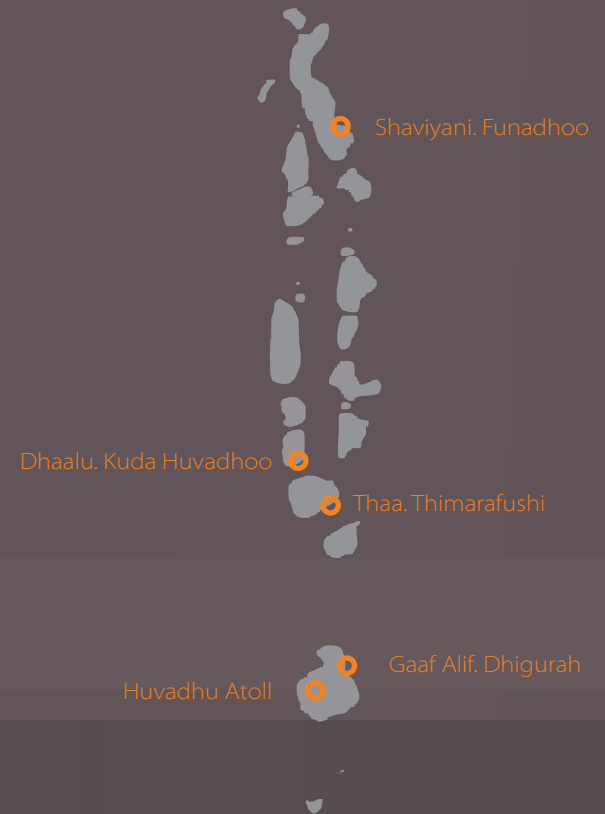 Shaviyani. Funadhoo
Dhaalu. Kuda Huvadhoo
Thaa. Thimarafushi
Gaaf Alif. Dhigurah
Huvadhu Atoll